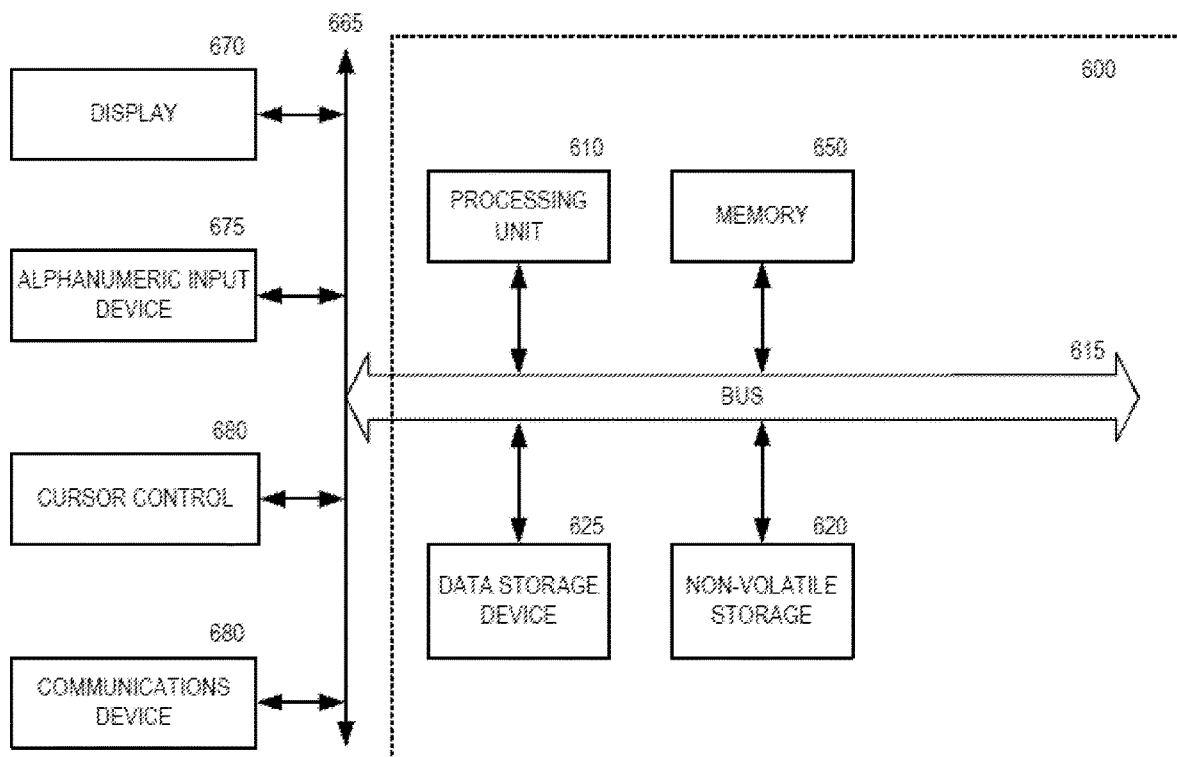 665
670
600
DISPLAY
610
650
PROCESSING
UNIT
MEMORY
675
ALPHANUMERIC INPUT
DEVICE
615
BUS
680
CURSOR CONTROL
625
620
DATA STORAGE
DEVICE
NON-VOLATILE
STORAGE
680
COMMUNICATIONS
DEVICE